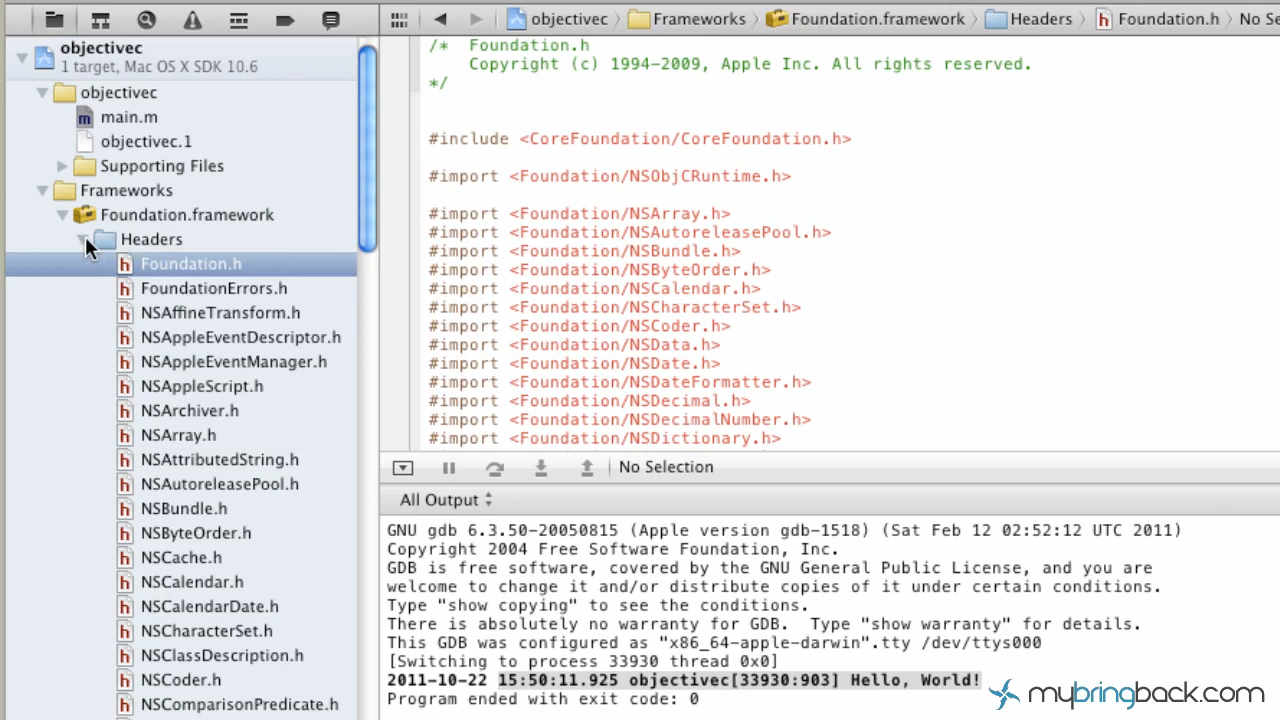 objectivec
Frameworks
Foundation.framework
Headers
Foundation.h
No Se
objectivec
1 target, Mac OS X SDK 10.6
objectivec
main.m
objectivec.1
Supporting Files
Frameworks
Foundation.framework
Headers
Foundation.h
FoundationErrors.h
NSAffineTransform.h
NSAppleEventDescriptor.h
NSAppleEventManager.h
NSAppleScript.h
NSArchiver.h
NSArray.h
NSAttributedString.h
NSAutoreleasePool.h
NSBundle.h
NSByteOrder.h
NSCache.h
NSCalendar.h
NSCalendarDate.h
NSCharacterSet.h
NSClassDescription.h
NSCoder.h
NSComparisonPredicate.h
/*  Foundation.h
    Copyright (c) 1994-2009, Apple Inc. All rights reserved.
*/
#include <CoreFoundation/CoreFoundation.h>
#import <Foundation/NSObjCRuntime.h>
#import <Foundation/NSArray.h>
#import <Foundation/NSAutoreleasePool.h>
#import <Foundation/NSBundle.h>
#import <Foundation/NSByteOrder.h>
#import <Foundation/NSCalendar.h>
#import <Foundation/NSCharacterSet.h>
#import <Foundation/NSCoder.h>
#import <Foundation/NSData.h>
#import <Foundation/NSDate.h>
#import <Foundation/NSDateFormatter.h>
#import <Foundation/NSDecimal.h>
#import <Foundation/NSDecimalNumber.h>
#import <Foundation/NSDictionary.h>
No Selection
All Output
GNU gdb 6.3.50-20050815 (Apple version gdb-1518) (Sat Feb 12 02:52:12 UTC 2011)
Copyright 2004 Free Software Foundation, Inc.
GDB is free software, covered by the GNU General Public License, and you are
welcome to change it and/or distribute copies of it under certain conditions.
Type "show copying" to see the conditions.
There is absolutely no warranty for GDB.  Type "show warranty" for details.
This GDB was configured as "x86_64-apple-darwin".tty /dev/ttys000
[Switching to process 33930 thread 0x0]
2011-10-22 15:50:11.925 objectivec[33930:903] Hello, World!
Program ended with exit code: 0
mybringback.com